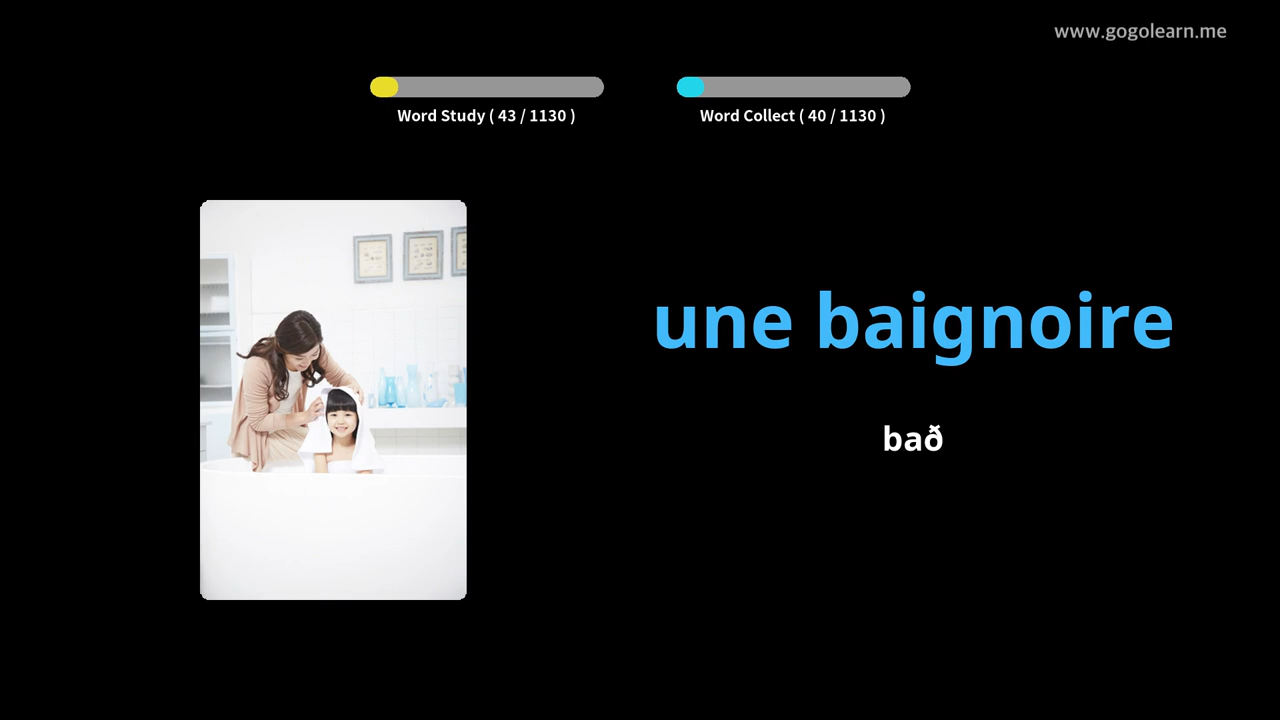 www.gogolearn.me
Word Study ( 43 / 1130 )
Word Collect ( 40 / 1130 )
une baignoire
bað